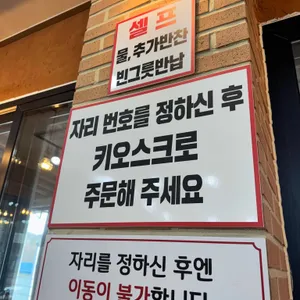 셀프
물, 추가반찬
빈그릇반납
자리 번호를 정하신 후
키오스크로
주문해 주세요
자리를 정하신 후엔
이동이 불가합니다